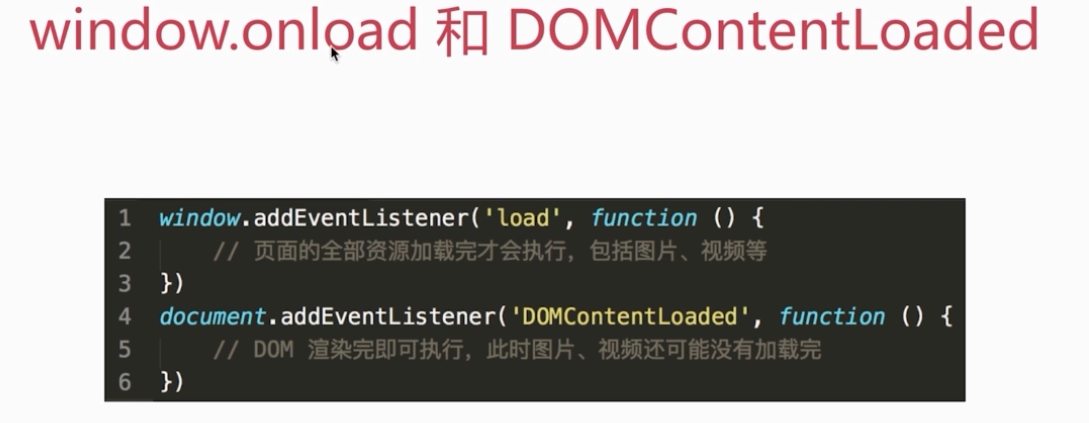 window.onload 和 DOMContentLoaded
1 window.addEventListener('load', function () {
2 // 页面的全部资源加载完才会执行，包括图片、视频等
3 })
4 document.addEventListener('DOMContentLoaded', function () {
5 // DOM 渲染完即可执行，此时图片、视频还可能没有加载完
6 })